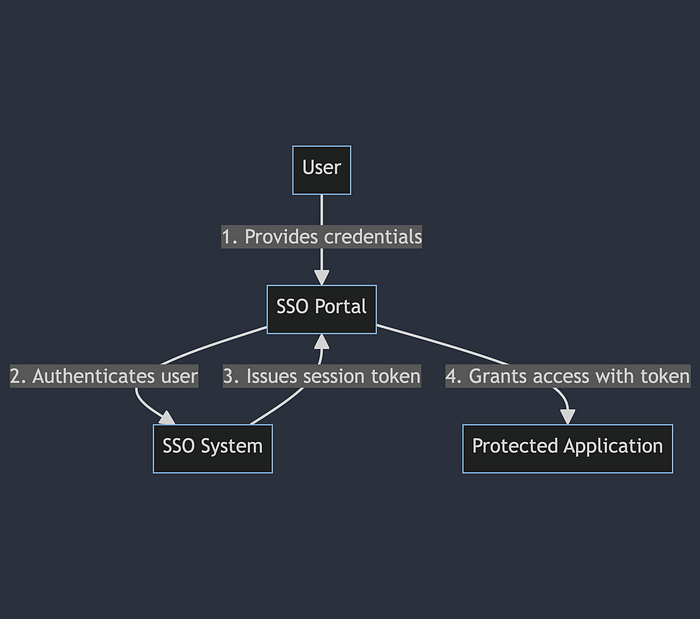 User
1. Provides credentials
SSO Portal
2. Authenticates user
3. Issues session token
4. Grants access with token
SSO System
Protected Application